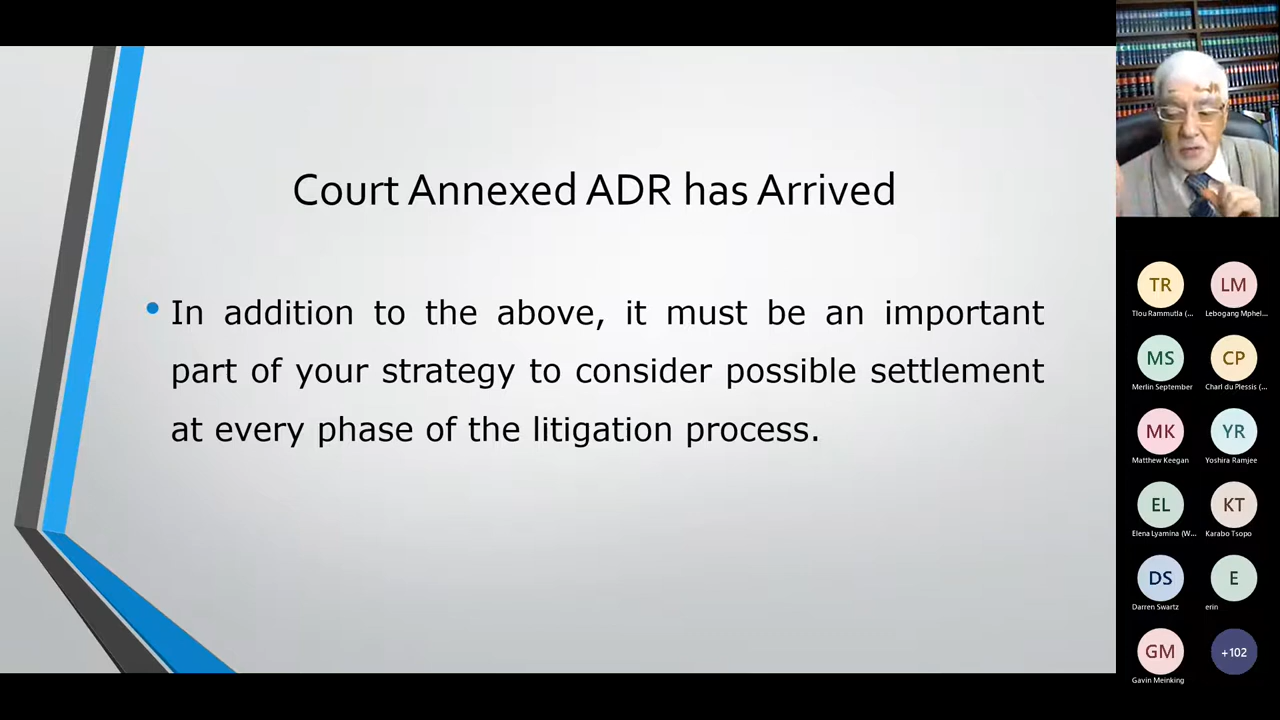 Court Annexed ADR has Arrived
• In addition to the above, it must be an important
part of your strategy to consider possible settlement
at every phase of the litigation process.
TR
LM
Tlou Rammutla (...
Lebogang Mphel...
MS
CP
Merlin September
Charl du Plessis (...
MK
YR
Matthew Keegan
Yoshira Ramjee
EL
KT
Elena Lyamina (W...
Karabo Tsopo
DS
E
Darren Swartz
erin
GM
+102
Gavin Meinking